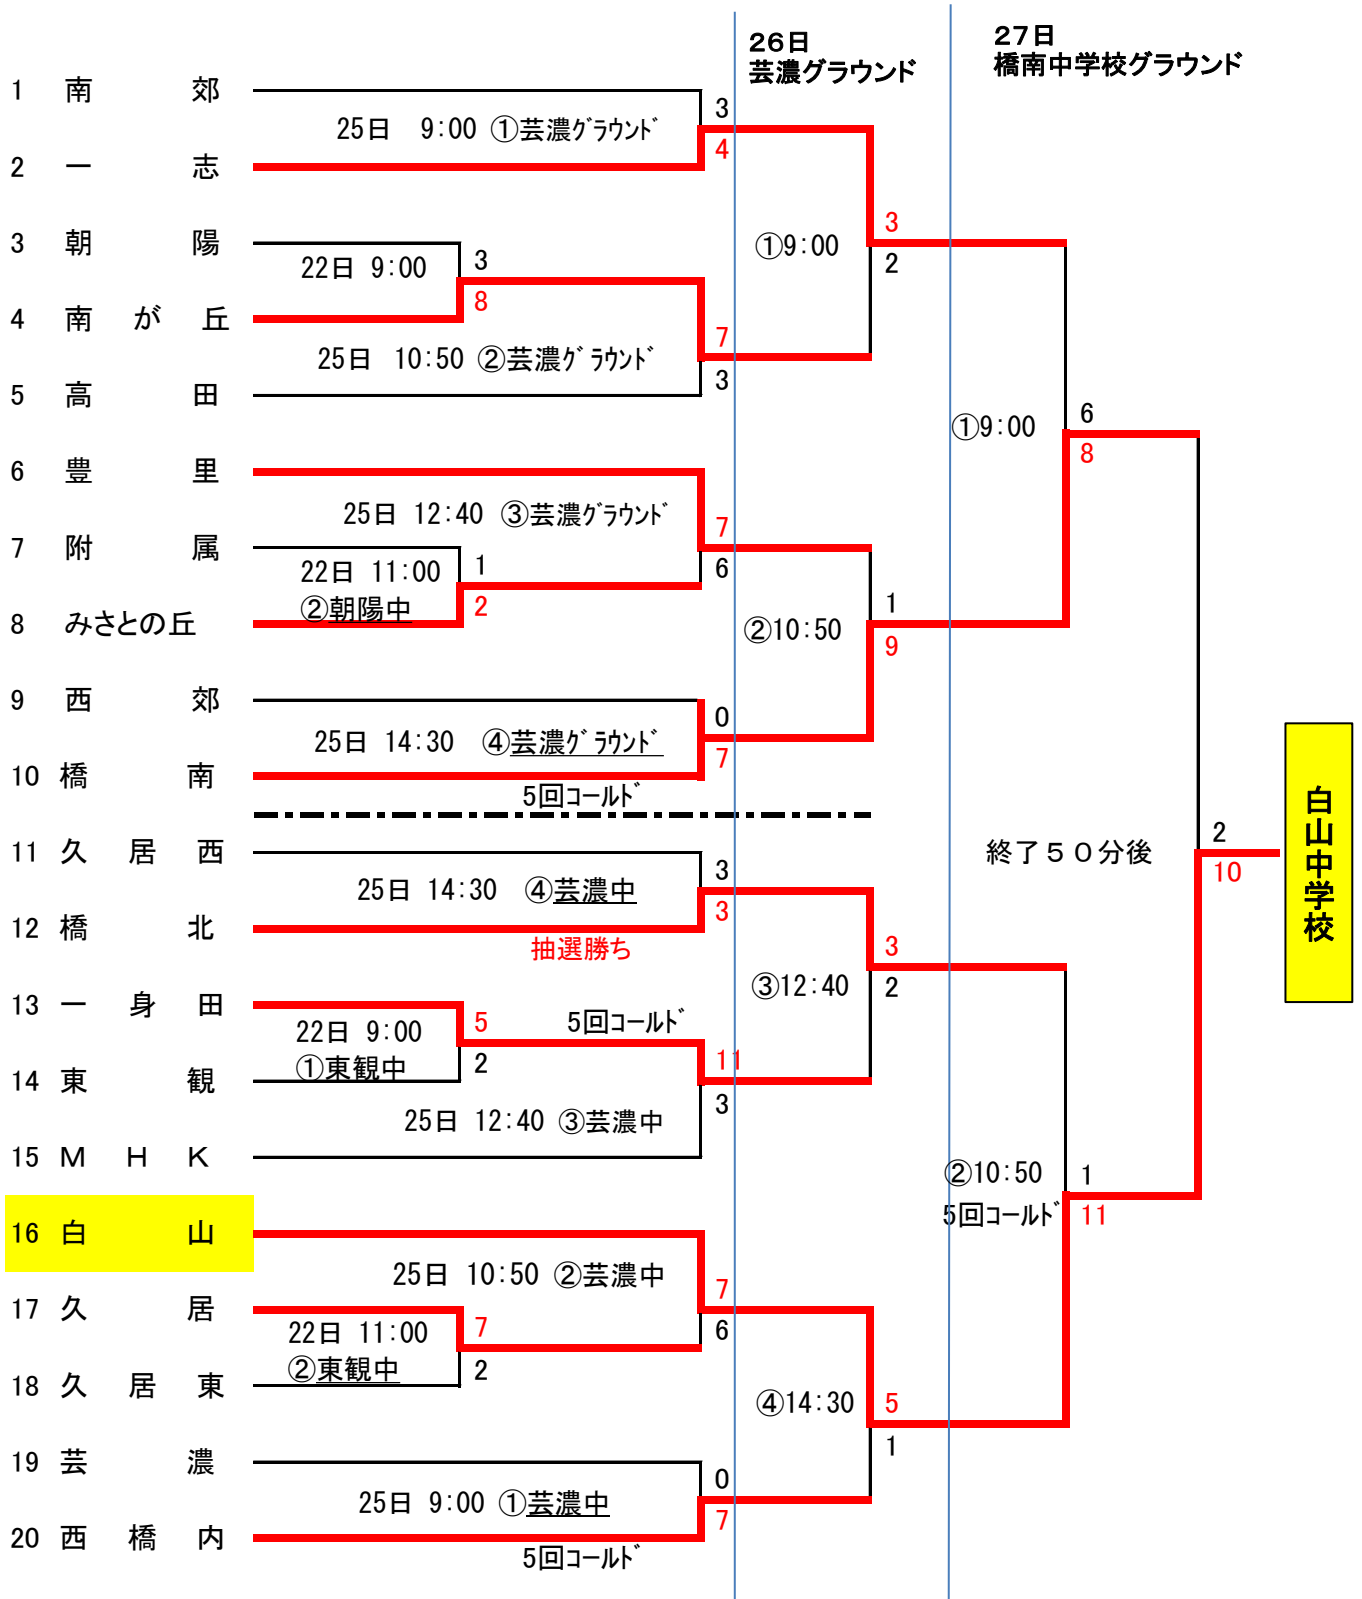 26日
芸濃グラウンド
27日
橋南中学校グラウンド
1 南 郊
3
25日 9:00 ①芸濃グラウンド
4
2 一 志
3
①9:00
2
3 朝 陽
22日 9:00
3
8
4 南 が 丘
7
25日 10:50 ②芸濃グラウンド
3
5 高 田
6
①9:00
8
6 豊 里
25日 12:40 ③芸濃グラウンド
7
6
7 附 属
22日 11:00
②朝陽中
1
2
8 みさとの丘
②10:50
1
9
9 西 郊
0
25日 14:30 ④芸濃グラウンド
7
10 橋 南
5回コールド
白山中学校
11 久 居 西
終了50分後
2
10
3
25日 14:30 ④芸濃中
3
12 橋 北
抽選勝ち
3
③12:40
2
13 一 身 田
22日 9:00
①東観中
5
2
5回コールド
11
14 東 観
3
25日 12:40 ③芸濃中
15 M H K
②10:50
5回コールド
1
11
16 白 山
25日 10:50 ②芸濃中
7
6
17 久 居
22日 11:00
②東観中
7
2
18 久 居 東
④14:30
5
1
19 芸 濃
0
25日 9:00 ①芸濃中
7
20 西 橋 内
5回コールド